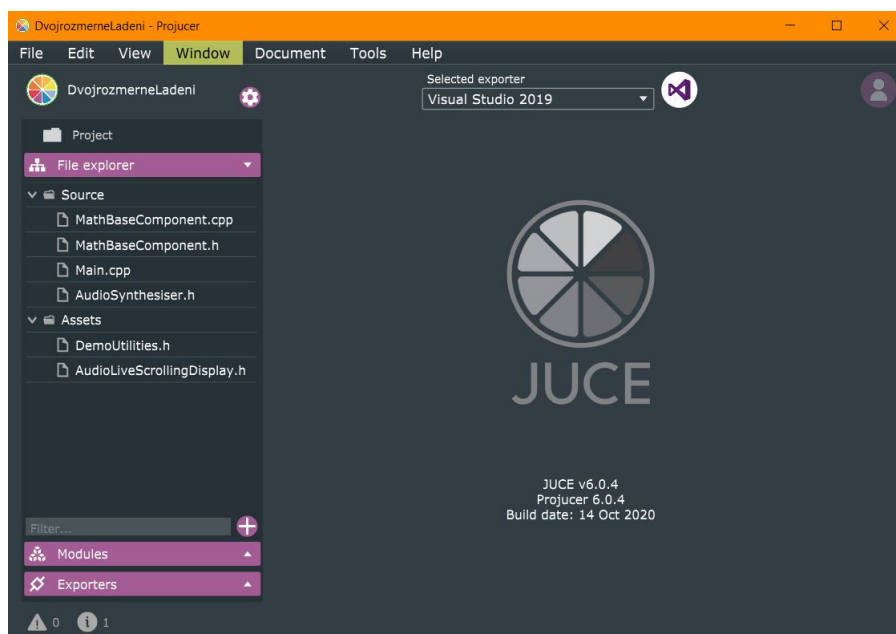 DvojrozmerneLadeni - Projucer
File Edit View Window Document Tools Help
DvojrozmerneLadeni
Selected exporter
Visual Studio 2019
Project
File explorer
Source
MathBaseComponent.cpp
MathBaseComponent.h
Main.cpp
AudioSynthesiser.h
Assets
DemoUtilities.h
AudioLiveScrollingDisplay.h
JUCE
JUCE v6.0.4
Projucer 6.0.4
Build date: 14 Oct 2020
Filter...
Modules
Exporters
0 1